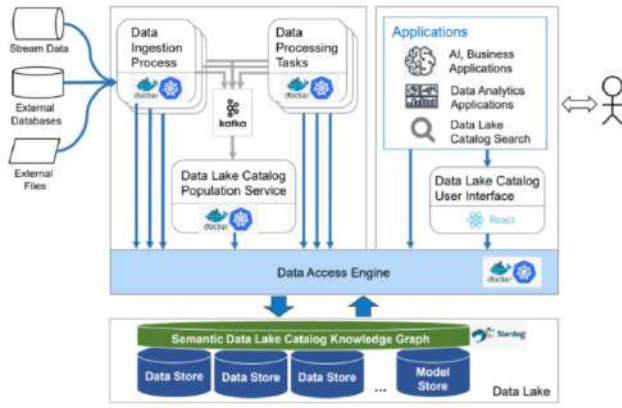 Stream Data
External
Databases
External
Files
Data
Ingestion
Process
docker
Data
Processing
Tasks
docker
kafka
Data Lake Catalog
Population Service
docker
Applications
AI, Business
Applications
Data Analytics
Applications
Data Lake
Catalog Search
Data Lake Catalog
User Interface
React
Data Access Engine
docker
Semantic Data Lake Catalog Knowledge Graph
Stardog
Data Store
Data Store
Data Store
...
Model
Store
Data Lake